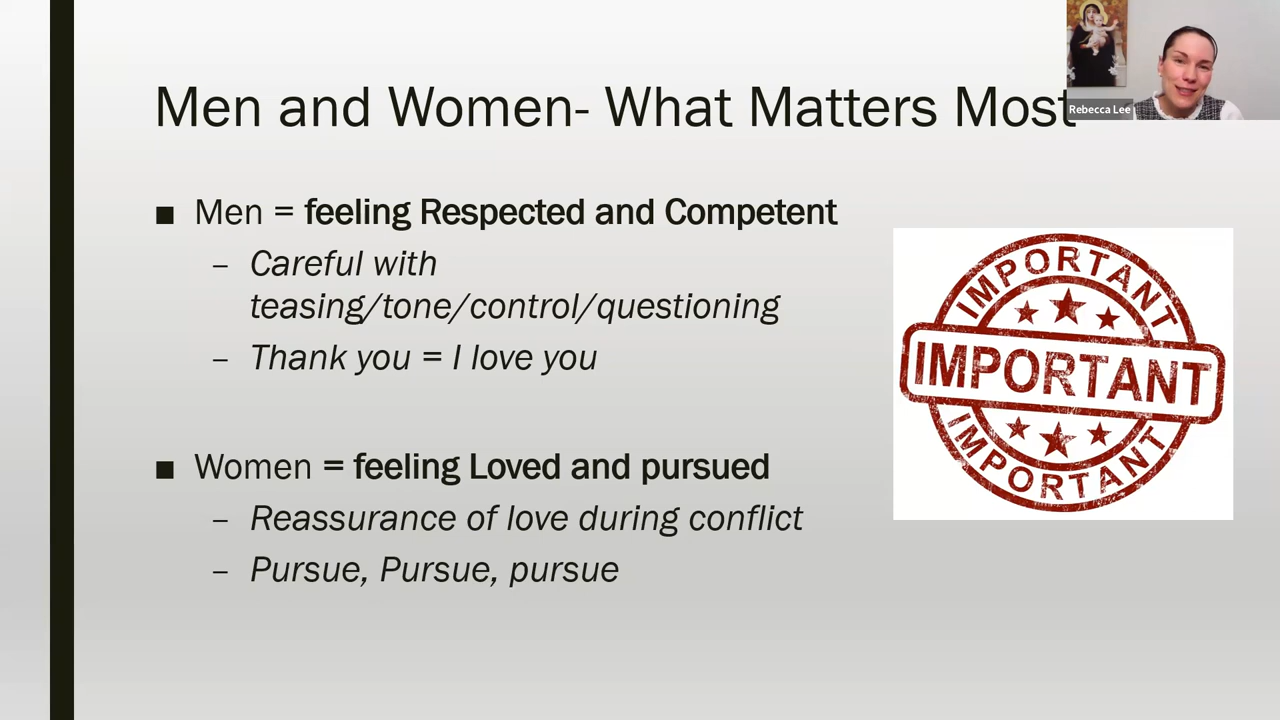 Men and Women- What Matters Most
Rebecca Lee
■ Men = feeling Respected and Competent
– Careful with
teasing/tone/control/questioning
– Thank you = I love you
■ Women = feeling Loved and pursued
– Reassurance of love during conflict
– Pursue, Pursue, pursue
IMPORTANT
IMPORTANT
IMPORTANT